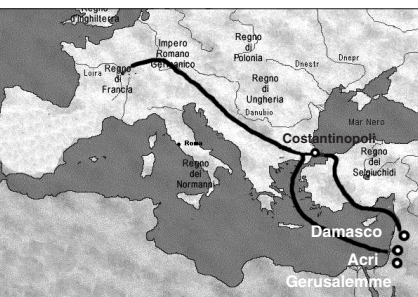 Regno
d'Inghilterra
Impero
Romano
Germanico
Regno
di
Polonia
Dnestr
Dnepr
Loira
Regno
di
Francia
Regno
di
Ungheria
Danubio
Mar Nero
Costantinopoli
Roma
Regno
dei
Normanni
Regno
dei
Selgiuchidi
Damasco
Acri
Gerusalemme